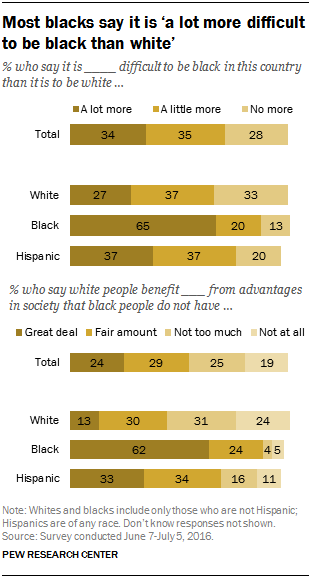 Most blacks say it is ‘a lot more difficult
to be black than white’
% who say it is _____ difficult to be black in this country
than it is to be white ...
A lot more A little more No more
Total 34 35 28
White 27 37 33
Black 65 20 13
Hispanic 37 37 20
% who say white people benefit ___ from advantages
in society that black people do not have ...
Great deal Fair amount Not too much Not at all
Total 24 29 25 19
White 13 30 31 24
Black 62 24 4 5
Hispanic 33 34 16 11
Note: Whites and blacks include only those who are not Hispanic;
Hispanics are of any race. Don’t know responses not shown.
Source: Survey conducted June 7-July 5, 2016.
PEW RESEARCH CENTER